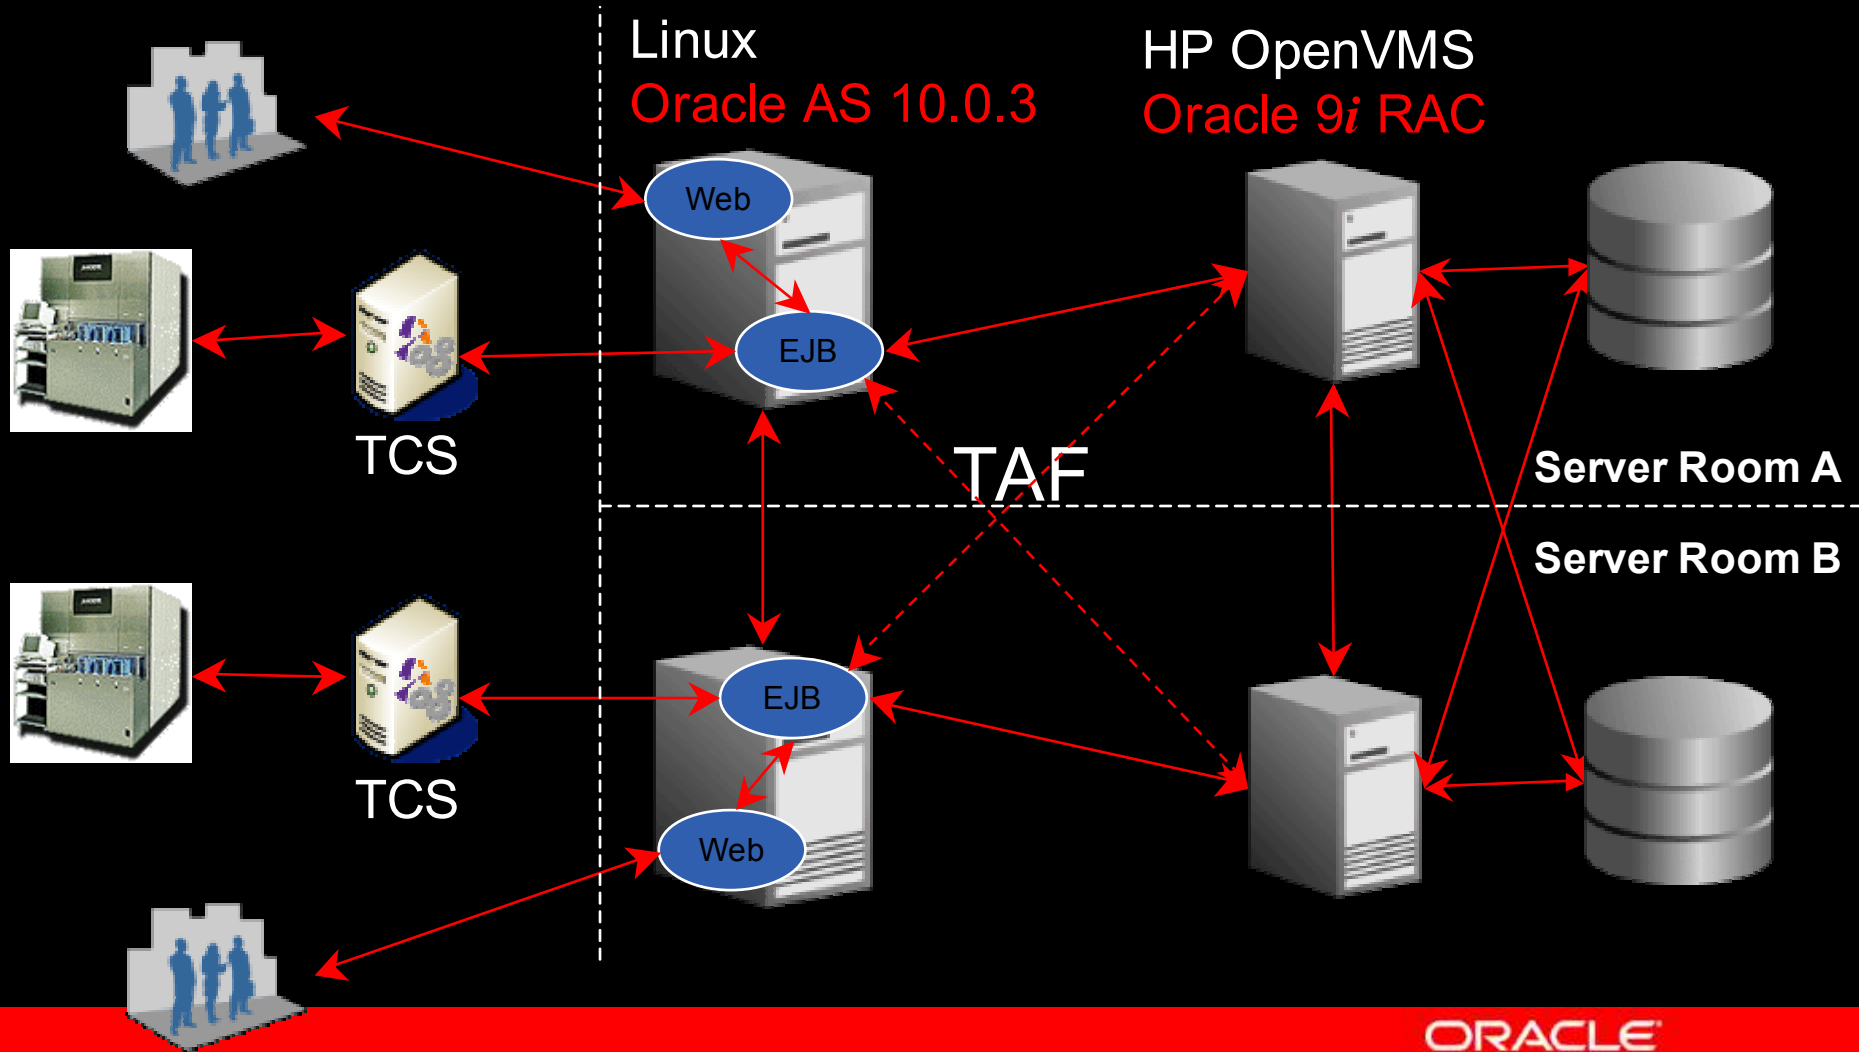 Linux
Oracle AS 10.0.3
HP OpenVMS
Oracle 9i RAC
Web
EJB
TCS
TAF
Server Room A
Server Room B
EJB
TCS
Web
ORACLE